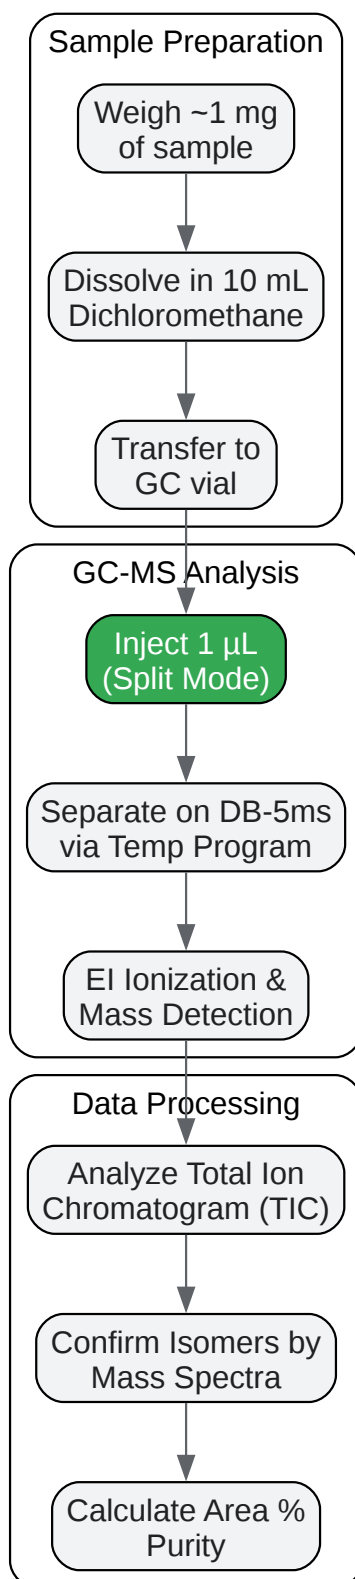 Sample Preparation
Weigh ~1 mg
of sample
Dissolve in 10 mL
Dichloromethane
Transfer to
GC vial
GC-MS Analysis
Inject 1 µL
(Split Mode)
Separate on DB-5ms
via Temp Program
EI Ionization &
Mass Detection
Data Processing
Analyze Total Ion
Chromatogram (TIC)
Confirm Isomers by
Mass Spectra
Calculate Area %
Purity